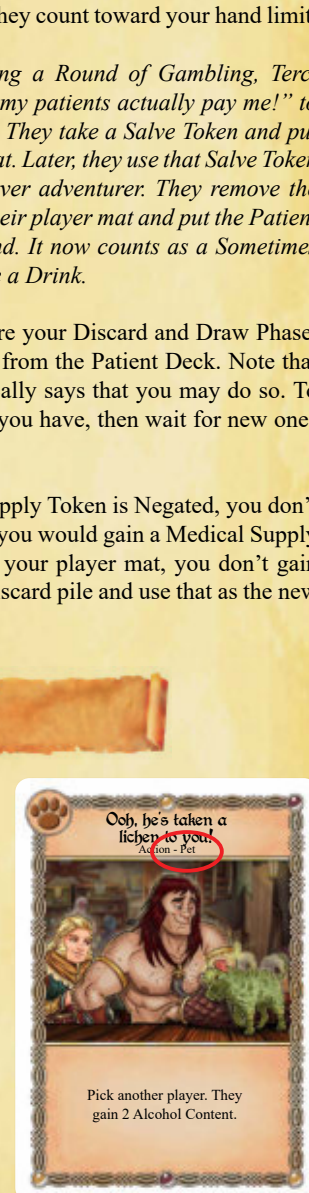 hey count toward your hand limit
ng a Round of Gambling, Terc
my patients actually pay me!” to
They take a Salve Token and pu
at. Later, they use that Salve Token
ver adventurer. They remove the
eir player mat and put the Patien
nd. It now counts as a Sometime
e a Drink.
re your Discard and Draw Phase
from the Patient Deck. Note tha
ally says that you may do so. To
you have, then wait for new one
pply Token is Negated, you don’
you would gain a Medical Supply
your player mat, you don’t gain
iscard pile and use that as the new
Ooh, he's taken a
lichen to you!
Action - Pet
Pick another player. They
gain 2 Alcohol Content.